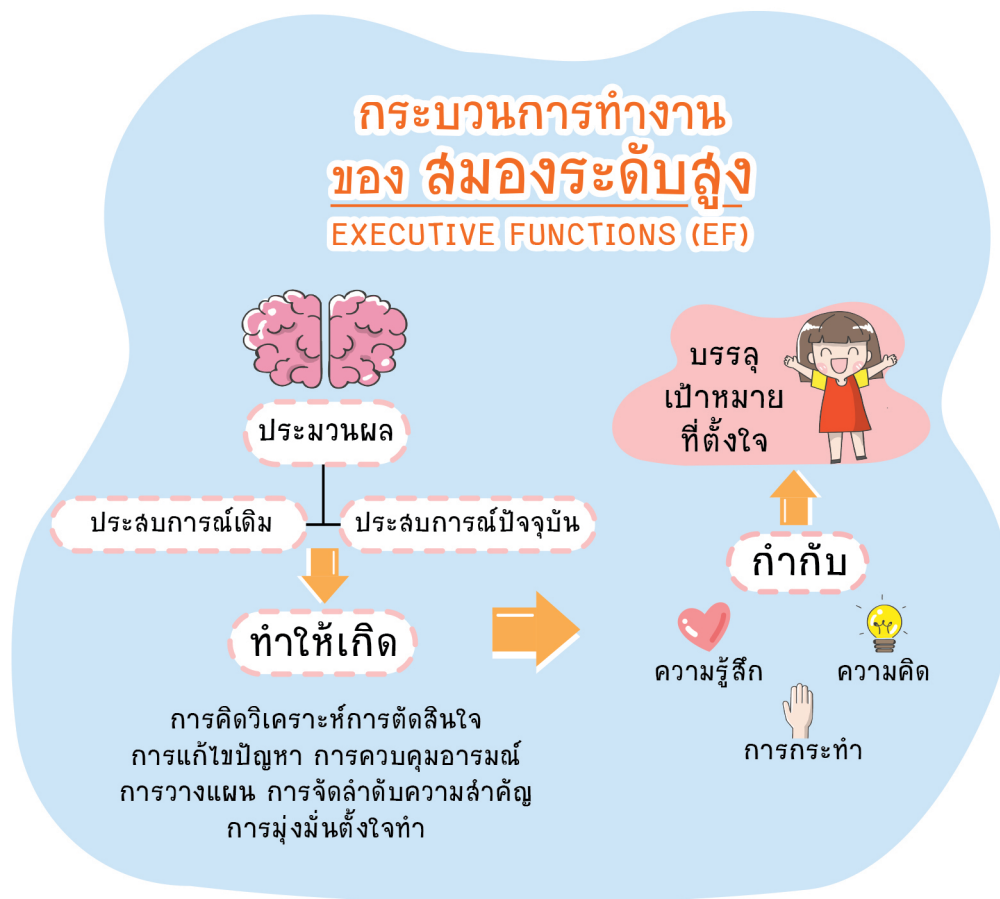 กระบวนการทำงาน
ของ สมองระดับสูง
EXECUTIVE FUNCTIONS (EF)
ประมวนผล
ประสบการณ์เดิม
ประสบการณ์ปัจจุบัน
ทำให้เกิด
การคิดวิเคราะห์การตัดสินใจ
การแก้ไขปัญหา การควบคุมอารมณ์
การวางแผน การจัดลำดับความสำคัญ
การมุ่งมั่นตั้งใจทำ
บรรลุ
เป้าหมาย
ที่ตั้งใจ
กำกับ
ความรู้สึก
ความคิด
การกระทำ